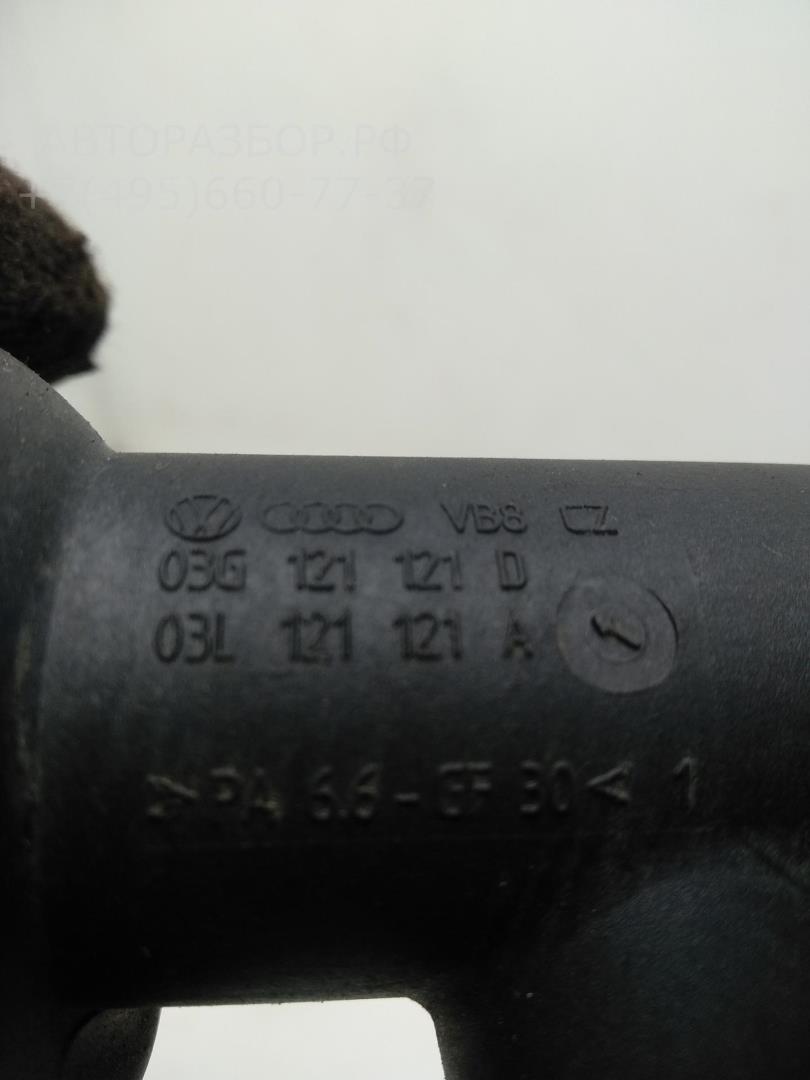 АВТОРАЗБОР.РФ
+7(495)660-77-37
VB8 CZ
03G 121 121 D
03L 121 121 A
>PA 6.6-GF 30< 1